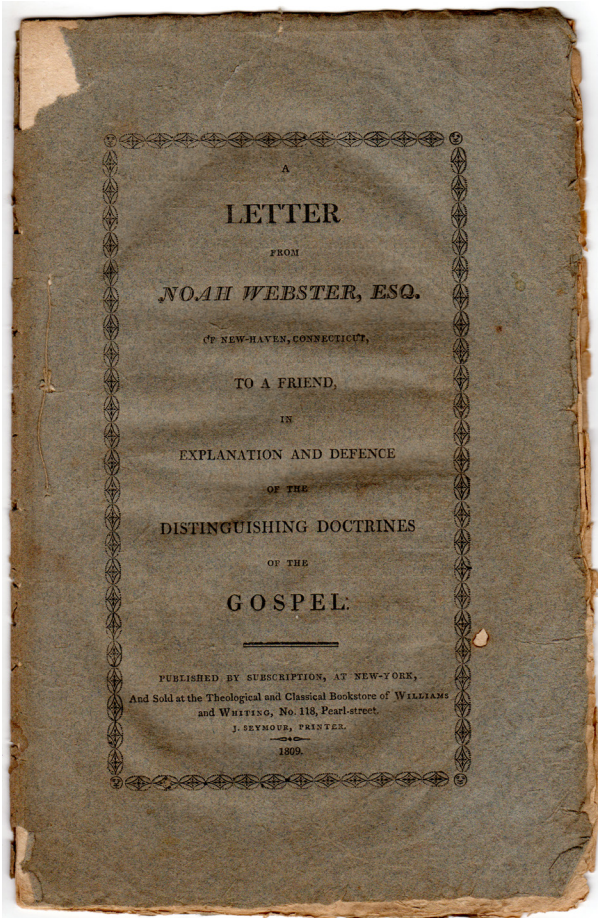 A
LETTER
FROM
NOAH WEBSTER, ESQ.
OF NEW-HAVEN, CONNECTICUT,
TO A FRIEND,
IN
EXPLANATION AND DEFENCE
OF THE
DISTINGUISHING DOCTRINES
OF THE
GOSPEL.
PUBLISHED BY SUBSCRIPTION, AT NEW-YORK,
And Sold at the Theological and Classical Bookstore of WILLIAMS
and WHITING, No. 118, Pearl-street.
J. SEYMOUR, PRINTER.
1809.